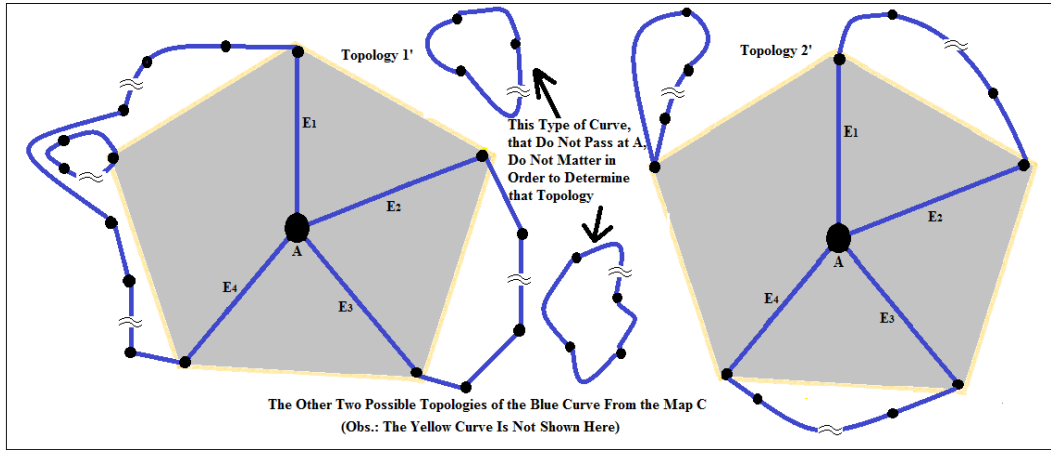 Topology 1'
Topology 2'
E1
E1
This Type of Curve,
that Do Not Pass at A,
Do Not Matter in
Order to Determine
that Topology
E2
E2
A
A
E4
E3
E4
E3
The Other Two Possible Topologies of the Blue Curve From the Map C
(Obs.: The Yellow Curve Is Not Shown Here)